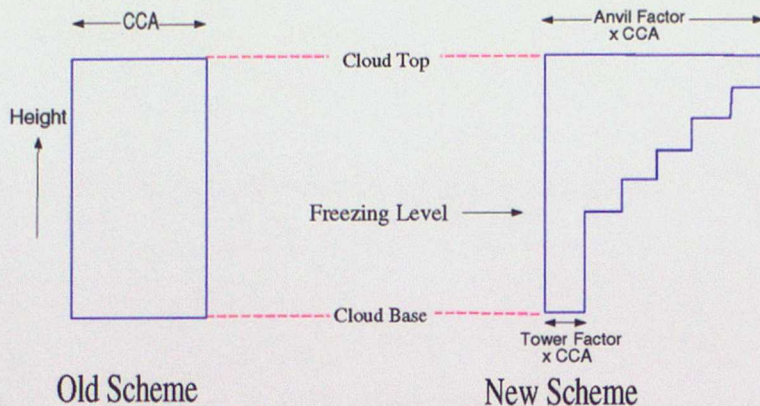 CCA
Anvil Factor
x CCA
Cloud Top
Height
Freezing Level
Cloud Base
Tower Factor
x CCA
Old Scheme
New Scheme